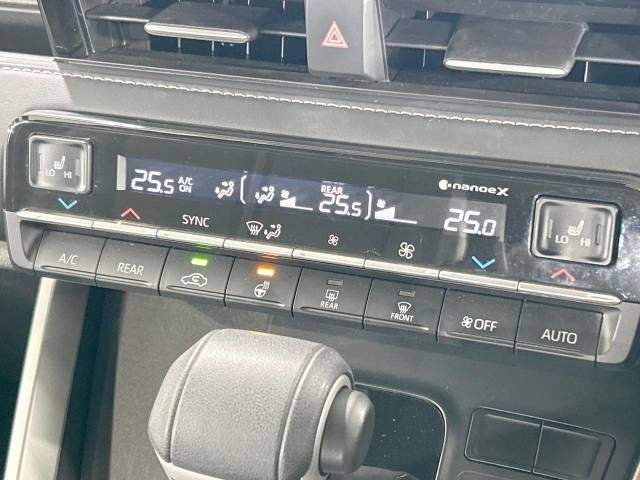 LO HI
25.5 A/C ON
REAR 25.5
nanoeX
25.0
LO HI
SYNC
A/C
REAR
REAR
FRONT
OFF
AUTO